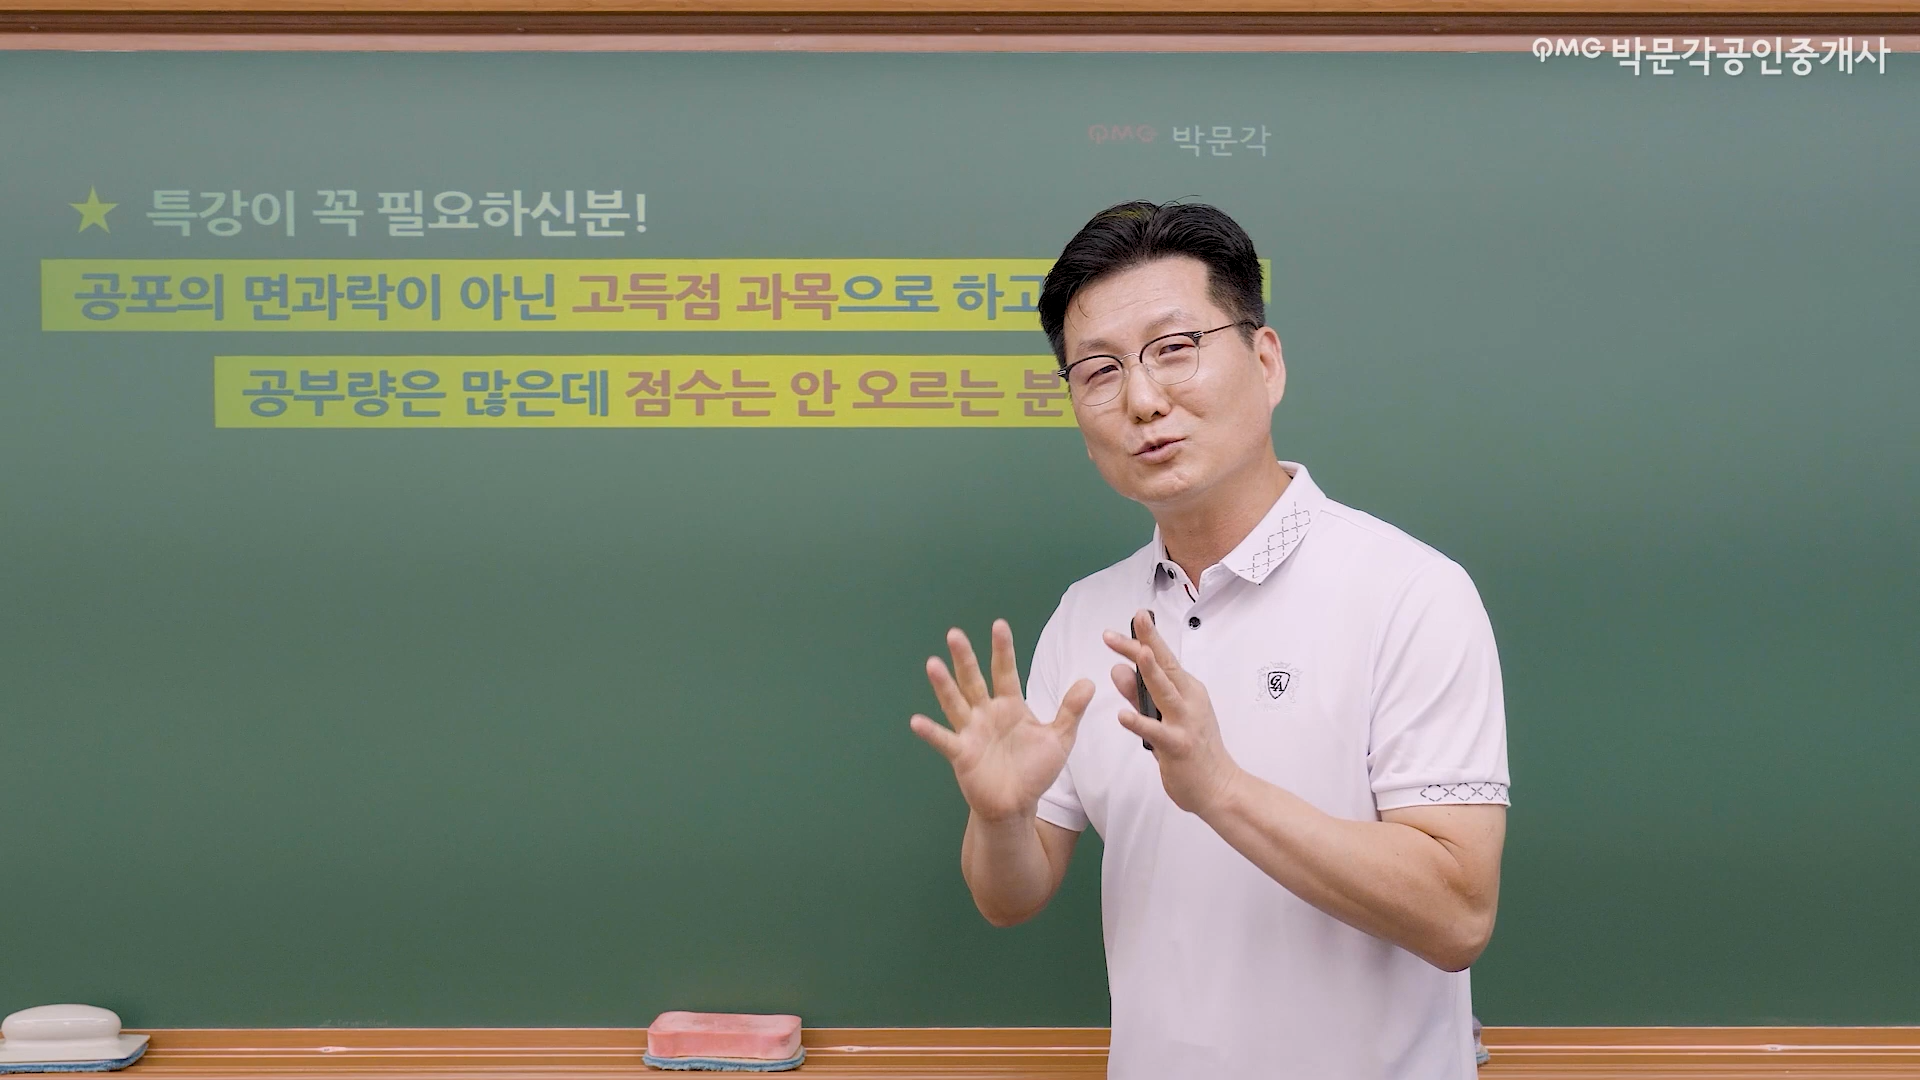 PMG 박문각공인중개사
PMG 박문각
★ 특강이 꼭 필요하신분!
공포의 면과락이 아닌 고득점 과목으로 하고
공부량은 많은데 점수는 안 오르는 분
GA